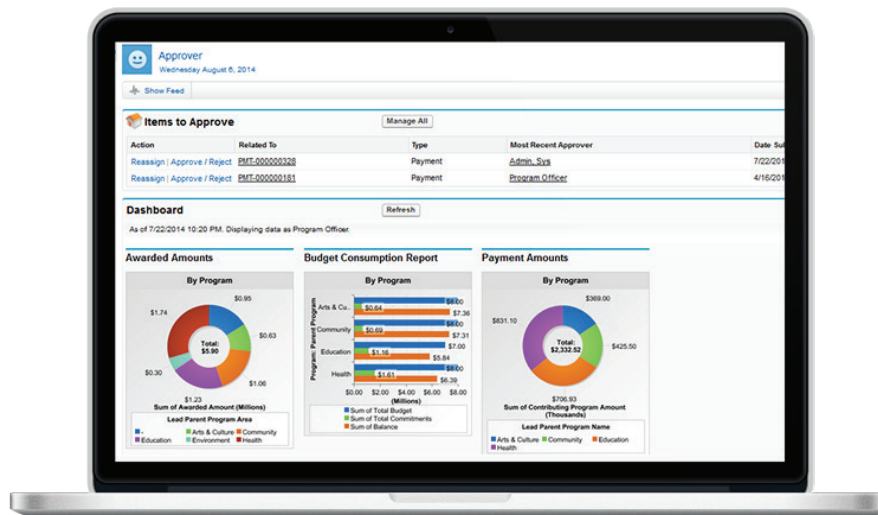 Approver
Wednesday August 6, 2014
Show Feed
Items to Approve
Manage All
Action Related To Type Most Recent Approver Date Sul
Reassign | Approve / Reject PMT-000000328 Payment Admin, Sys 7/22/201
Reassign | Approve / Reject PMT-000000181 Payment Program Officer 4/16/201
Dashboard
Refresh
As of 7/22/2014 10:20 PM. Displaying data as Program Officer.
Awarded Amounts
By Program
$0.95
$1.74
$0.63
Total:
$5.90
$0.30
$1.06
$1.23
Sum of Awarded Amount (Millions)
Lead Parent Program Area
- Arts & Culture Community
Education Environment Health
Budget Consumption Report
By Program
Program: Parent Program
Arts & Cu.. $8.00
$0.64
$7.36
Community $8.00
$0.69
$7.31
Education $7.00
$1.16
$5.84
Health $8.00
$1.61
$6.39
$0.00 $2.00 $4.00 $6.00 $8.00
(Millions)
Sum of Total Budget
Sum of Total Commitments
Sum of Balance
Payment Amounts
By Program
$369.00
$831.10
$425.50
Total:
$2,332.52
$706.93
Sum of Contributing Program Amount
(Thousands)
Lead Parent Program Name
Arts & Culture Community Education
Health